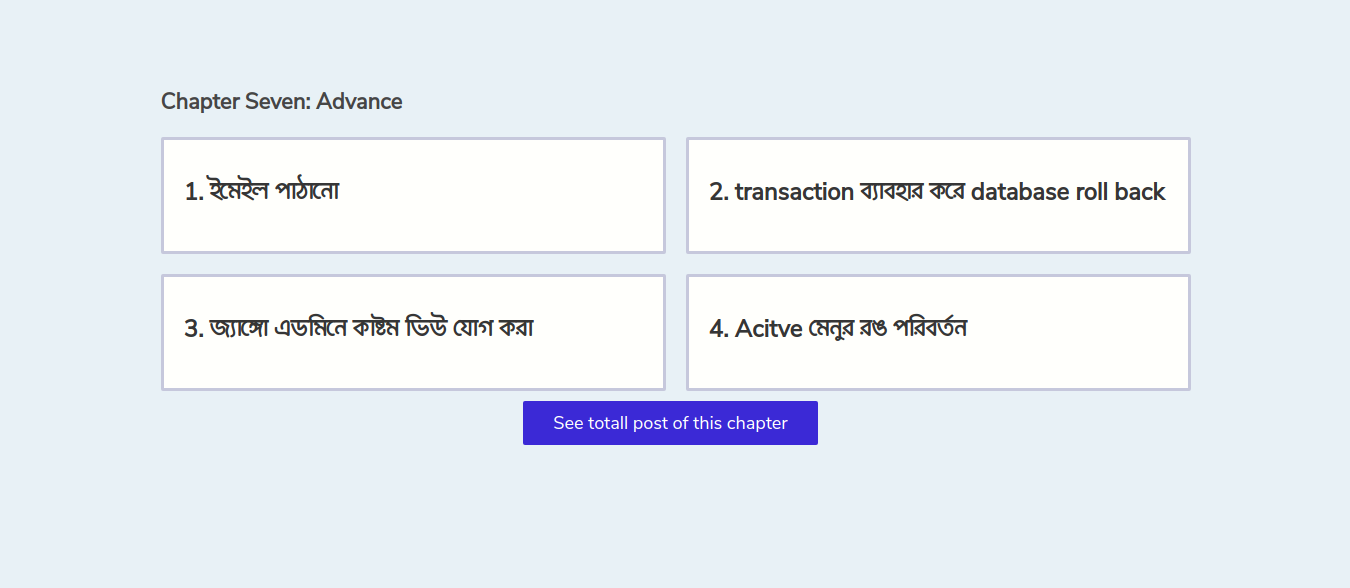 Chapter Seven: Advance
1. ইমেইল পাঠানো
2. transaction ব্যাবহার করে database roll back
3. জ্যাঙ্গো এডমিনে কাষ্টম ভিউ যোগ করা
4. Acitve মেনুর রঙ পরিবর্তন
See totall post of this chapter